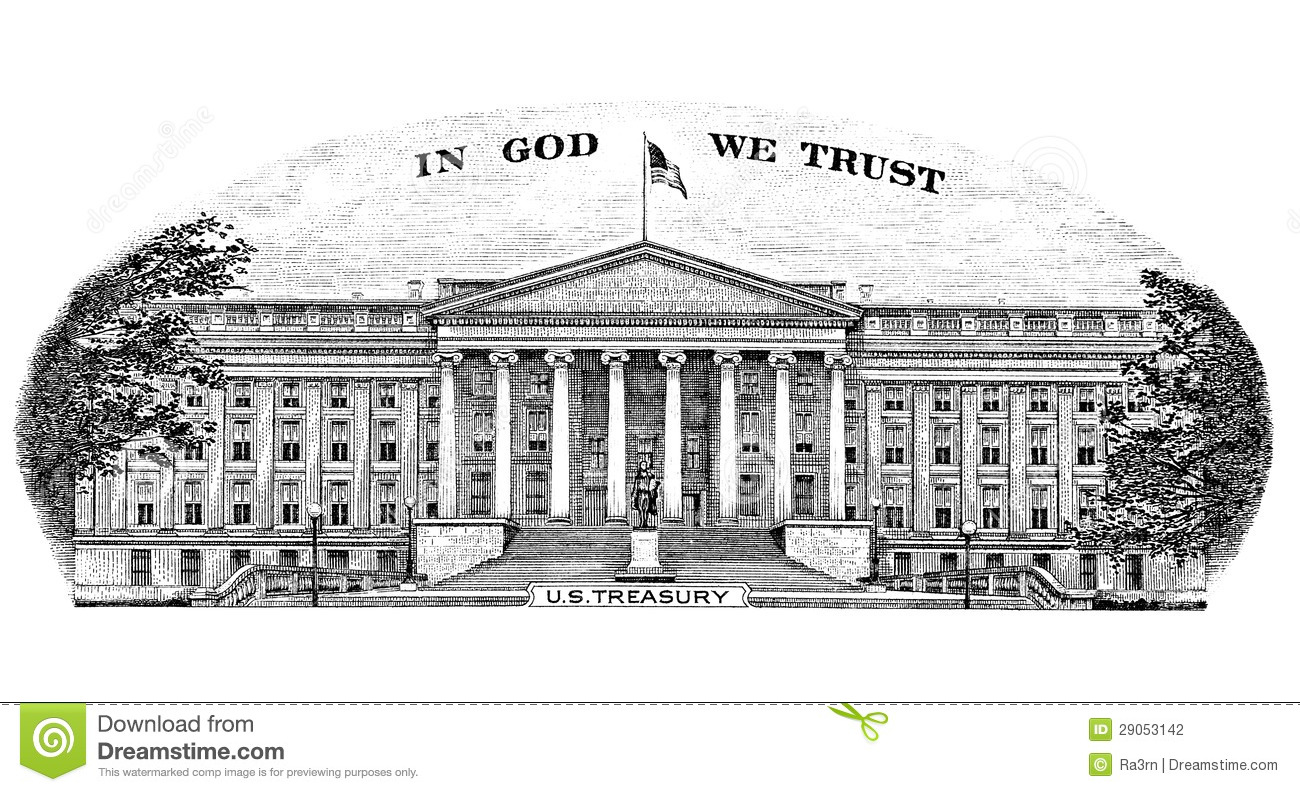 IN GOD WE TRUST
U.S. TREASURY
dreamstime
Download from
Dreamstime.com
This watermarked comp image is for previewing purposes only.
ID 29053142
© Ra3rn | Dreamstime.com